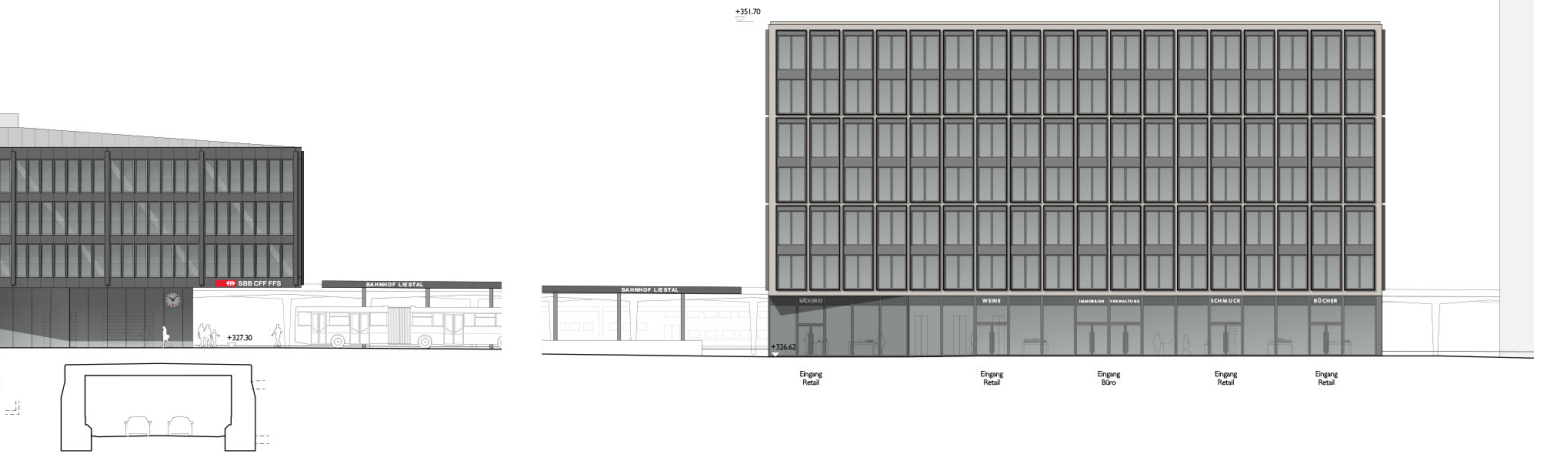 +351.70
SBB CFF FFS
BAHNHOF LIESTAL
BAHNHOF LIESTAL
WEINE
IMMOBILIEN VERWALTUNG
SCHMUCK
BÜCHER
+327.30
+326.62
Eingang
Retail
Eingang
Retail
Eingang
Büro
Eingang
Retail
Eingang
Retail